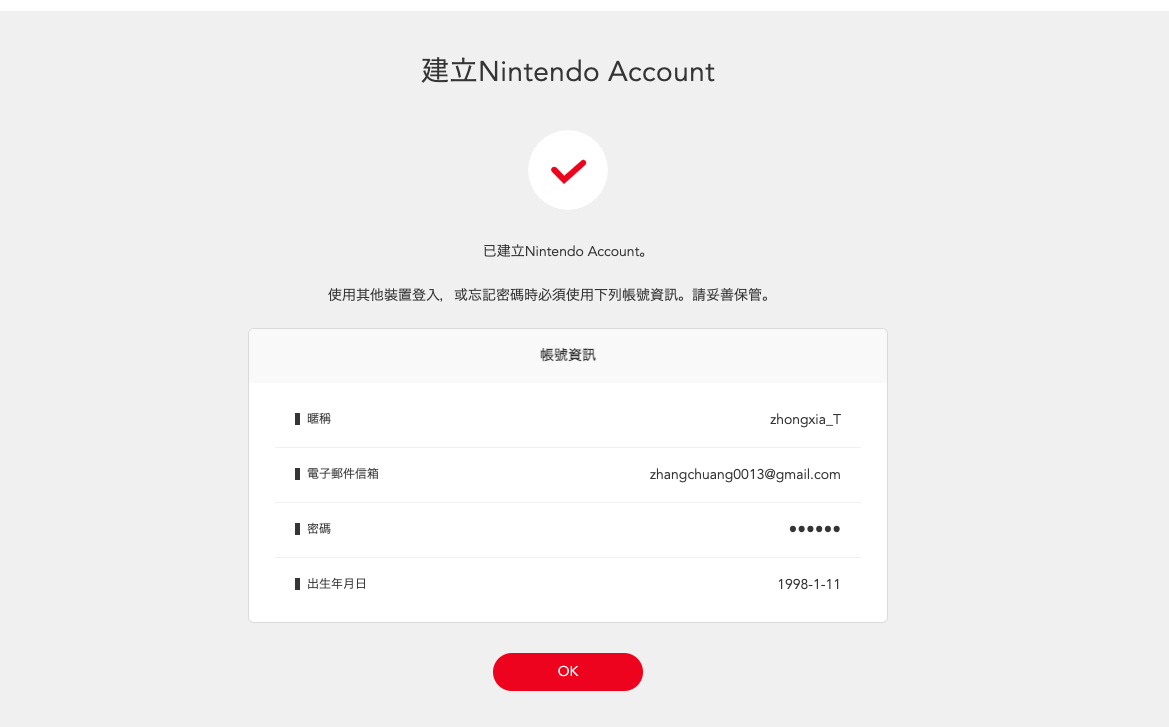 建立Nintendo Account
已建立Nintendo Account。
使用其他裝置登入，或忘記密碼時必須使用下列帳號資訊。請妥善保管。
帳號資訊
暱稱 zhongxia_T
電子郵件信箱 zhangchuang0013@gmail.com
密碼 ●●●●●●
出生年月日 1998-1-11
OK